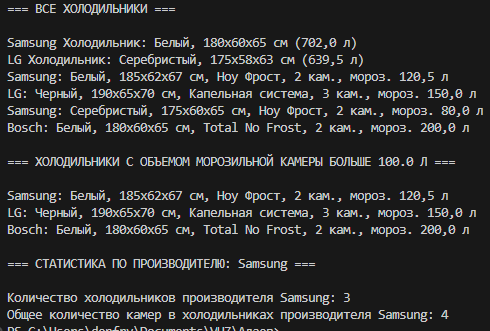 === ВСЕ ХОЛОДИЛЬНИКИ ===
Samsung Холодильник: Белый, 180x60x65 см (702,0 л)
LG Холодильник: Серебристый, 175x58x63 см (639,5 л)
Samsung: Белый, 185x62x67 см, Ноу Фрост, 2 кам., мороз. 120,5 л
LG: Черный, 190x65x70 см, Капельная система, 3 кам., мороз. 150,0 л
Samsung: Серебристый, 175x60x65 см, Ноу Фрост, 2 кам., мороз. 80,0 л
Bosch: Белый, 180x60x65 см, Total No Frost, 2 кам., мороз. 200,0 л
=== ХОЛОДИЛЬНИКИ С ОБЪЕМОМ МОРОЗИЛЬНОЙ КАМЕРЫ БОЛЬШЕ 100.0 Л ===
Samsung: Белый, 185x62x67 см, Ноу Фрост, 2 кам., мороз. 120,5 л
LG: Черный, 190x65x70 см, Капельная система, 3 кам., мороз. 150,0 л
Bosch: Белый, 180x60x65 см, Total No Frost, 2 кам., мороз. 200,0 л
=== СТАТИСТИКА ПО ПРОИЗВОДИТЕЛЮ: Samsung ===
Количество холодильников производителя Samsung: 3
Общее количество камер в холодильниках производителя Samsung: 4